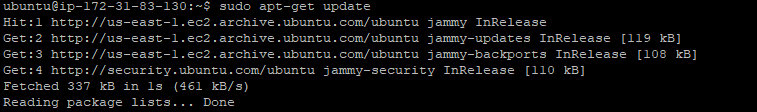 ubuntu@ip-172-31-83-130:~$ sudo apt-get update
Hit:1 http://us-east-1.ec2.archive.ubuntu.com/ubuntu jammy InRelease
Get:2 http://us-east-1.ec2.archive.ubuntu.com/ubuntu jammy-updates InRelease [119 kB]
Get:3 http://us-east-1.ec2.archive.ubuntu.com/ubuntu jammy-backports InRelease [108 kB]
Get:4 http://security.ubuntu.com/ubuntu jammy-security InRelease [110 kB]
Fetched 337 kB in 1s (461 kB/s)
Reading package lists... Done